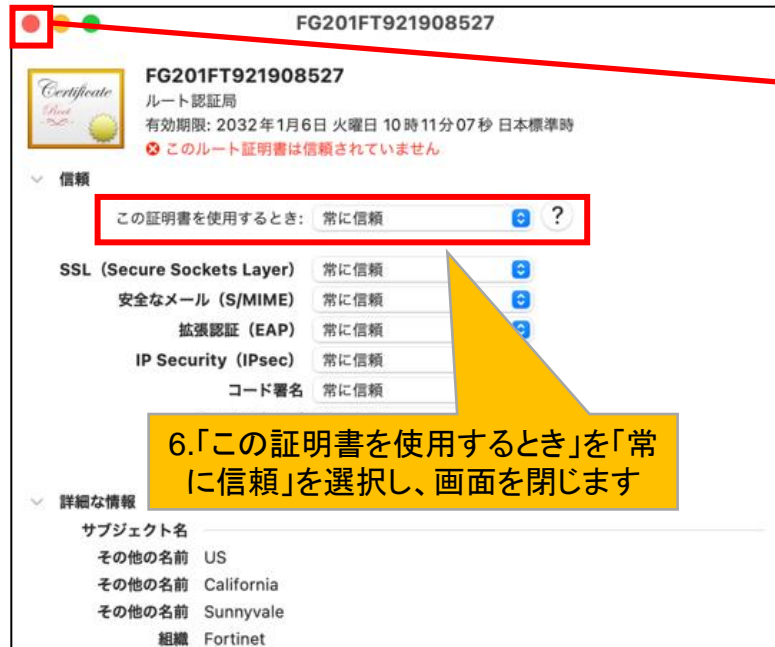 FG201FT921908527
Certificate
Root
FG201FT921908527
ルート認証局
有効期限: 2032年1月6日 火曜日 10時11分07秒 日本標準時
このルート証明書は信頼されていません
信頼
この証明書を使用するとき: 常に信頼 ?
SSL（Secure Sockets Layer） 常に信頼
安全なメール（S/MIME） 常に信頼
拡張認証（EAP） 常に信頼
IP Security（IPsec） 常に信頼
コード署名 常に信頼
6.「この証明書を使用するとき」を「常
に信頼」を選択し、画面を閉じます
詳細な情報
サブジェクト名
その他の名前 US
その他の名前 California
その他の名前 Sunnyvale
組織 Fortinet